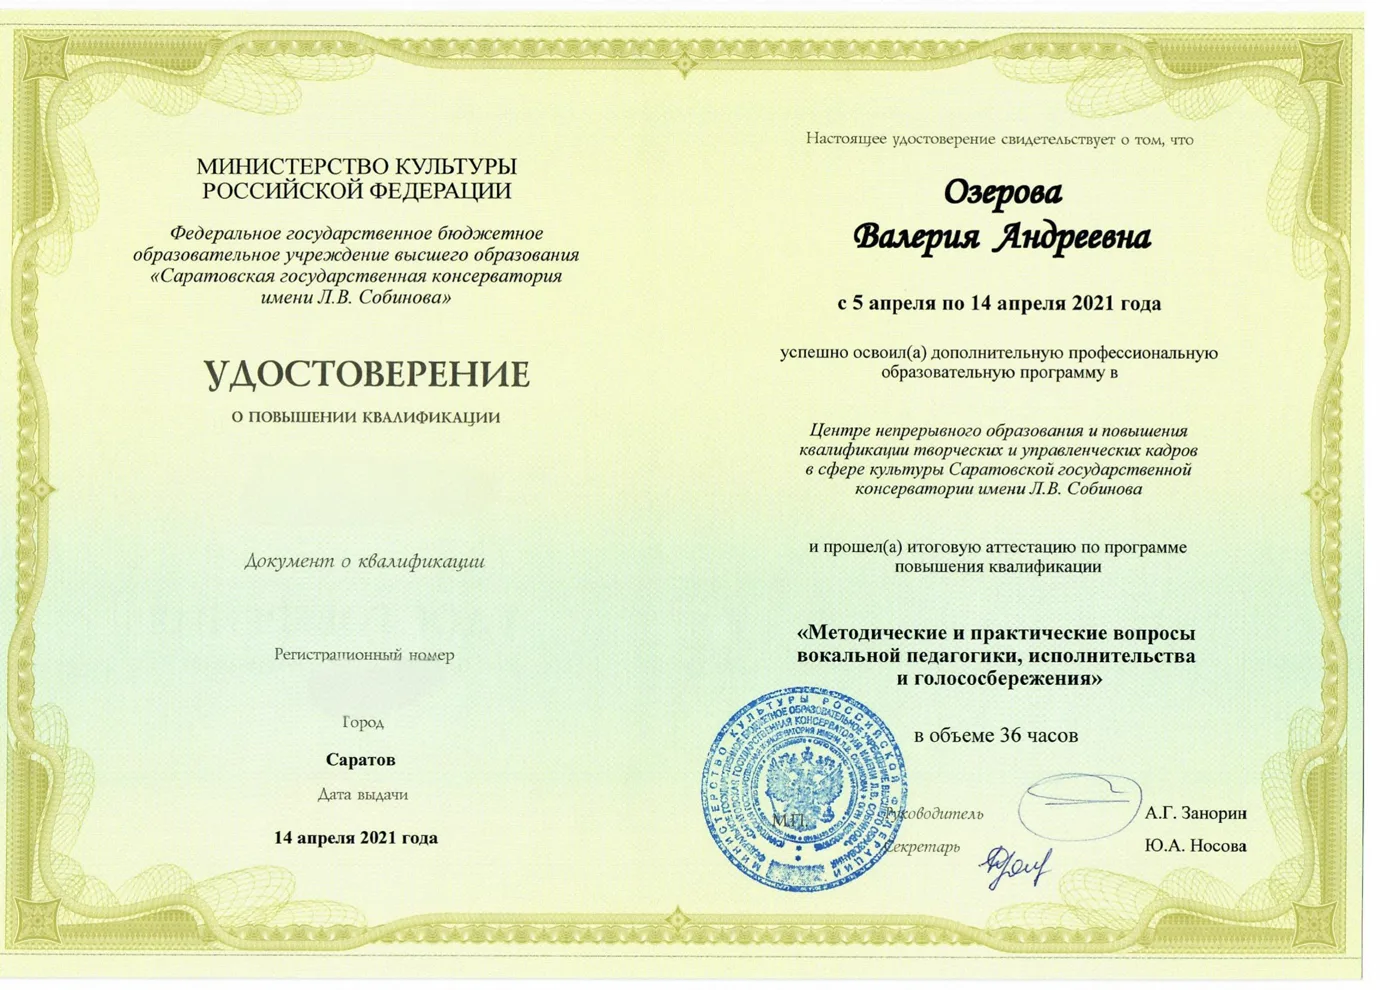 МИНИСТЕРСТВО КУЛЬТУРЫ
РОССИЙСКОЙ ФЕДЕРАЦИИ
Федеральное государственное бюджетное
образовательное учреждение высшего образования
«Саратовская государственная консерватория
имени Л.В. Собинова»
УДОСТОВЕРЕНИЕ
О ПОВЫШЕНИИ КВАЛИФИКАЦИИ
Документ о квалификации
Регистрационный номер
Город
Саратов
Дата выдачи
14 апреля 2021 года
Настоящее удостоверение свидетельствует о том, что
Озерова
Валерия Андреевна
с 5 апреля по 14 апреля 2021 года
успешно освоил(а) дополнительную профессиональную
образовательную программу в
Центре непрерывного образования и повышения
квалификации творческих и управленческих кадров
в сфере культуры Саратовской государственной
консерватории имени Л.В. Собинова
и прошел(а) итоговую аттестацию по программе
повышения квалификации
«Методические и практические вопросы
вокальной педагогики, исполнительства
и голососбережения»
в объеме 36 часов
МИНИСТЕРСТВО КУЛЬТУРЫ РОССИЙСКОЙ ФЕДЕРАЦИИ
М.П.
Руководитель
А.Г. Занорин
Секретарь
Ю.А. Носова